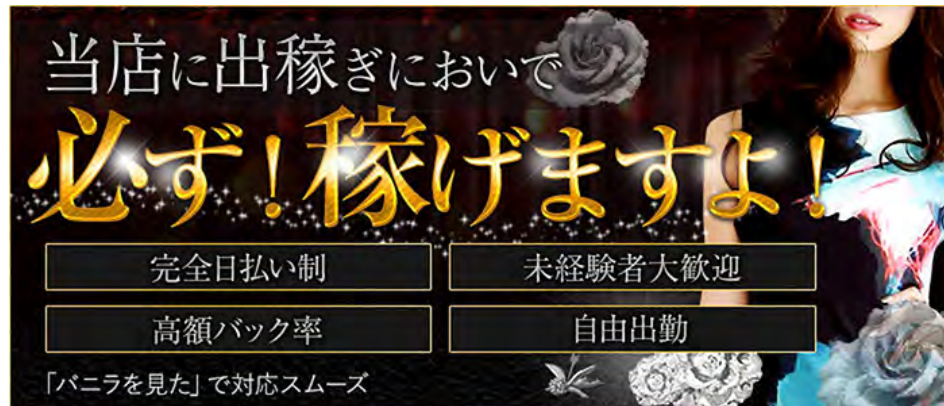 当店に出稼ぎにおいで
必ず！稼げますよ！
完全日払い制
未経験者大歓迎
高額バック率
自由出勤
「バニラを見た」で対応スムーズ